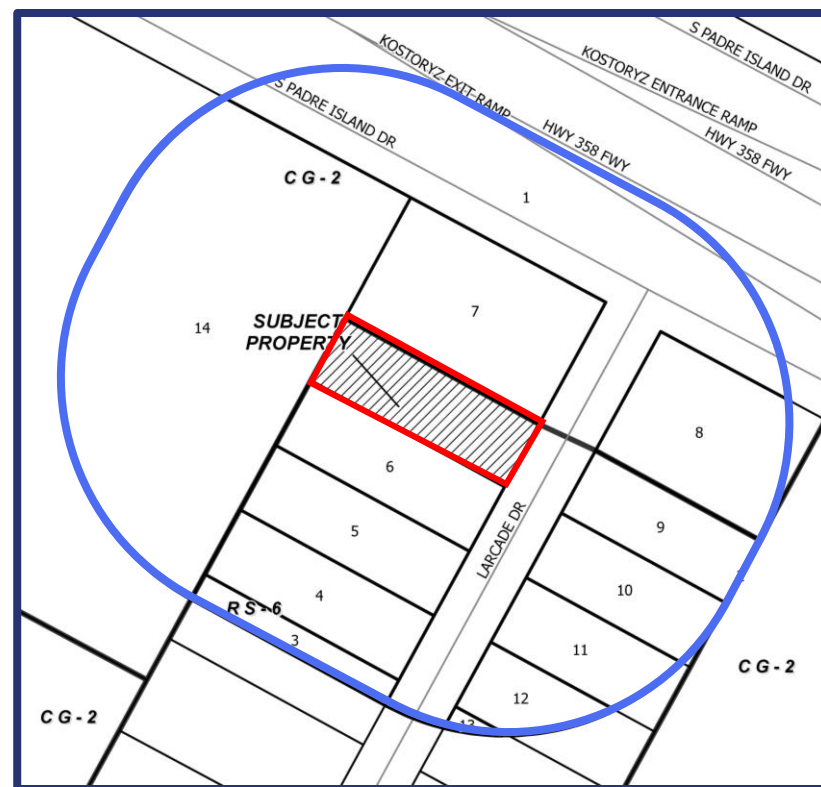 S PADRE ISLAND DR
KOSTORYZ EXIT RAMP
KOSTORYZ ENTRANCE RAMP
S PADRE ISLAND DR
HWY 358 FWY
HWY 358 FWY
CG-2
1
7
14
SUBJECT
PROPERTY
8
6
9
5
LARCADE DR
10
4
11
RS-6
3
CG-2
12
CG-2
13